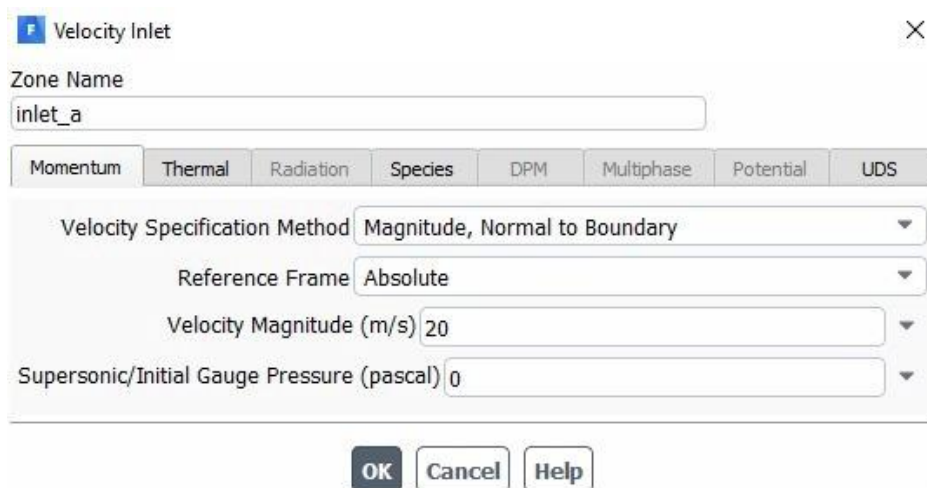 F Velocity Inlet
Zone Name
inlet_a
Momentum Thermal Radiation Species DPM Multiphase Potential UDS
Velocity Specification Method Magnitude, Normal to Boundary
Reference Frame Absolute
Velocity Magnitude (m/s) 20
Supersonic/Initial Gauge Pressure (pascal) 0
OK Cancel Help